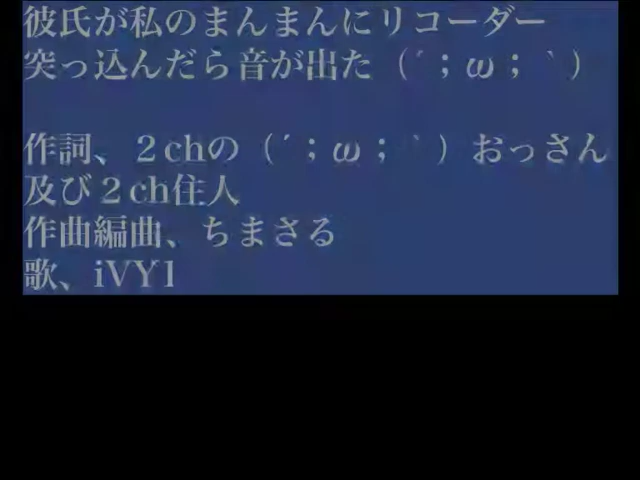 彼氏が私のまんまんにリコーダー
突っ込んだら音が出た（´；ω；｀）
作詞、２chの（´；ω；｀）おっさん
及び２ch住人
作曲編曲、ちまさる
歌、iVY1